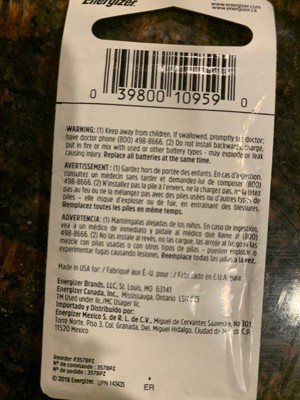 Energizer
www.energizer.com
www.energizer.ca
0 39800 10959 0
WARNING: (1) Keep away from children. If swallowed, promptly see doctor;
have doctor phone (800) 498-8666. (2) Do not install backwards, charge,
put in fire or mix with used or other battery types - may explode or leak
causing injury. Replace all batteries at the same time.
AVERTISSEMENT : (1) Gardez hors de portée des enfants. En cas d'ingestion,
consultez un médecin sans tarder et demandez-lui de composer (800)
498-8666. (2) N'installez pas la pile à l'envers, ne la chargez pas, ne la jetez
pas au feu ou ne la mélangez pas avec des piles usées ou d'autres types de
piles - elle risque d'exploser ou de fuir, en entraînant des blessures.
Remplacez toutes les piles en même temps.
ADVERTENCIA: (1) Manténgalas alejadas de los niños. En caso de ingestión,
vea a un médico de inmediato y pídale al médico que llame al (800)
498-8666. (2) No las instale al revés, no las cargue, las arroje al fuego ni las
mezcle con pilas usadas o con otros tipos de pilas – pueden explotar o
experimentar fugas causando lesiones. Reemplace todas las pilas a la vez.
Made in U.S.A. for: / Fabriqué aux É.-U. pour : / Fabricado en E.U.A. para:
Energizer Brands, LLC, St. Louis, MO 63141
Energizer Canada, Inc., Mississauga, Ontario
TM Used under lic./MC Usager lic.
Importado y Distribuido por:
Energizer Mexico S. de R. L. de C.V., Miguel de Cervantes Saavedra, No 301,
Torre Norte, Piso 3, Col. Granada, Del. Miguel Hidalgo, Ciudad de México C.P.
11520 Mexico
Reorder #357BPZ
Nº de commande : 357BPZ
Nº de pedido : 357BPZ
© 2018 Energizer UPN 143425
ER